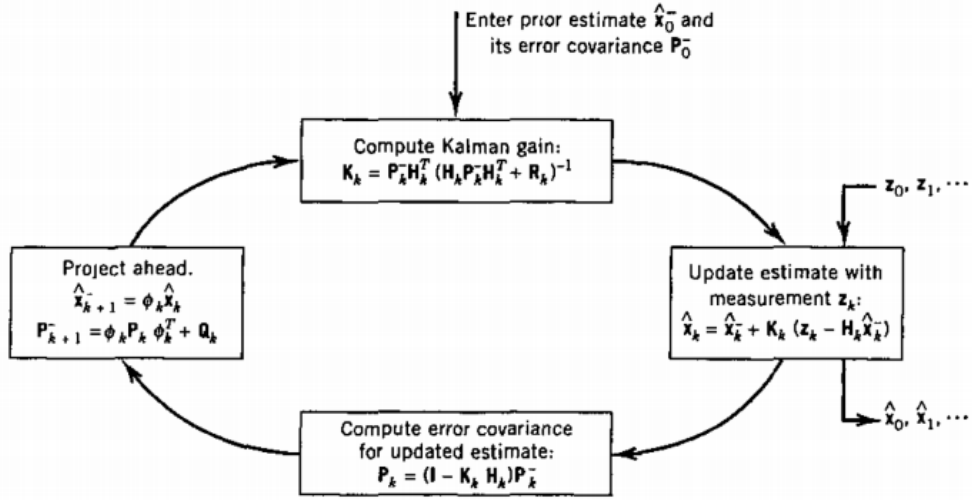 Enter prior estimate x̂₀⁻ and
its error covariance P₀⁻
Compute Kalman gain:
Kₖ = Pₖ⁻Hₖᵀ (HₖPₖ⁻Hₖᵀ + Rₖ)⁻¹
z₀, z₁, ⋯
Project ahead.
x̂⁻ₖ₊₁ = ϕₖx̂ₖ
P⁻ₖ₊₁ = ϕₖPₖ ϕₖᵀ + Qₖ
Update estimate with
measurement zₖ:
x̂ₖ = x̂ₖ⁻ + Kₖ (zₖ − Hₖx̂ₖ⁻)
x̂₀, x̂₁, ⋯
Compute error covariance
for updated estimate:
Pₖ = (I − Kₖ Hₖ)Pₖ⁻